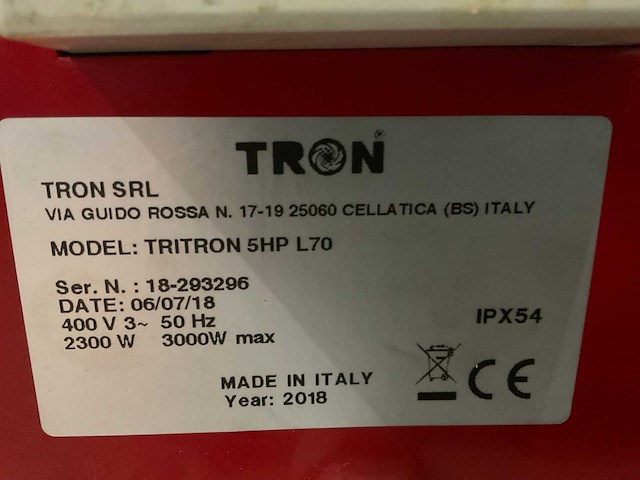 TRON®
TRON SRL
VIA GUIDO ROSSA N. 17-19 25060 CELLATICA (BS) ITALY
MODEL: TRITRON 5HP L70
Ser. N. : 18-293296
DATE: 06/07/18
400 V 3~ 50 Hz
2300 W 3000W max
IPX54
MADE IN ITALY
Year: 2018
CE